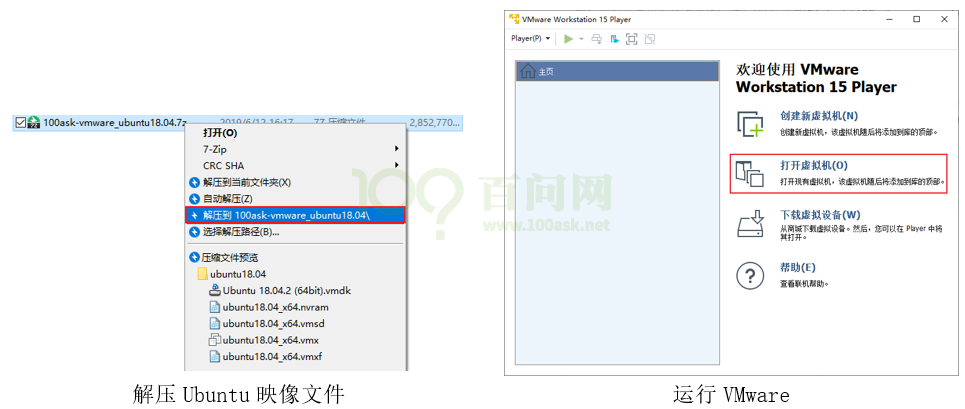 100ask-vmware_ubuntu18.04.7z 2019/6/12 16:17 7Z 压缩文件 2,852,770...
打开(O)
7-Zip
CRC SHA
解压到当前文件夹(X)
自动解压(Z)
解压到 100ask-vmware_ubuntu18.04\
选择解压路径(B)...
压缩文件预览
ubuntu18.04
Ubuntu 18.04.2 (64bit).vmdk
ubuntu18.04_x64.nvram
ubuntu18.04_x64.vmsd
ubuntu18.04_x64.vmx
ubuntu18.04_x64.vmxf
解压 Ubuntu 映像文件
百问网
www.100ask.net
VMware Workstation 15 Player
Player(P)
主页
欢迎使用 VMware
Workstation 15 Player
创建新虚拟机(N)
创建新虚拟机，该虚拟机随后将添加到库的顶部。
打开虚拟机(O)
打开现有虚拟机，该虚拟机随后将添加到库的顶部。
下载虚拟设备(W)
从商城下载虚拟设备。然后，您可以在 Player 中将
其打开。
帮助(E)
查看联机帮助。
运行 VMware